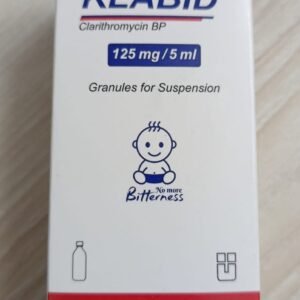 KLABID
Clarithromycin BP
125 mg / 5 ml
Granules for Suspension
No more
Bitterness